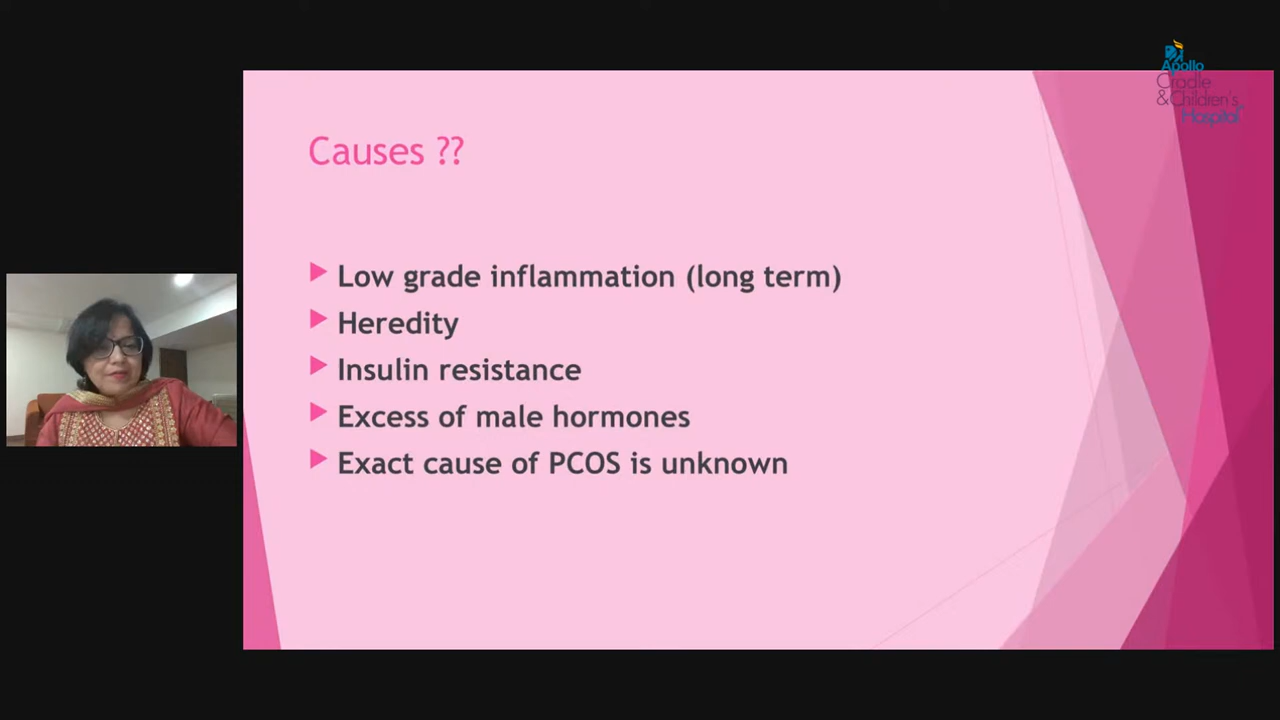 Apollo
Cradle
&Children's
Hospital
Causes ??
Low grade inflammation (long term)
Heredity
Insulin resistance
Excess of male hormones
Exact cause of PCOS is unknown